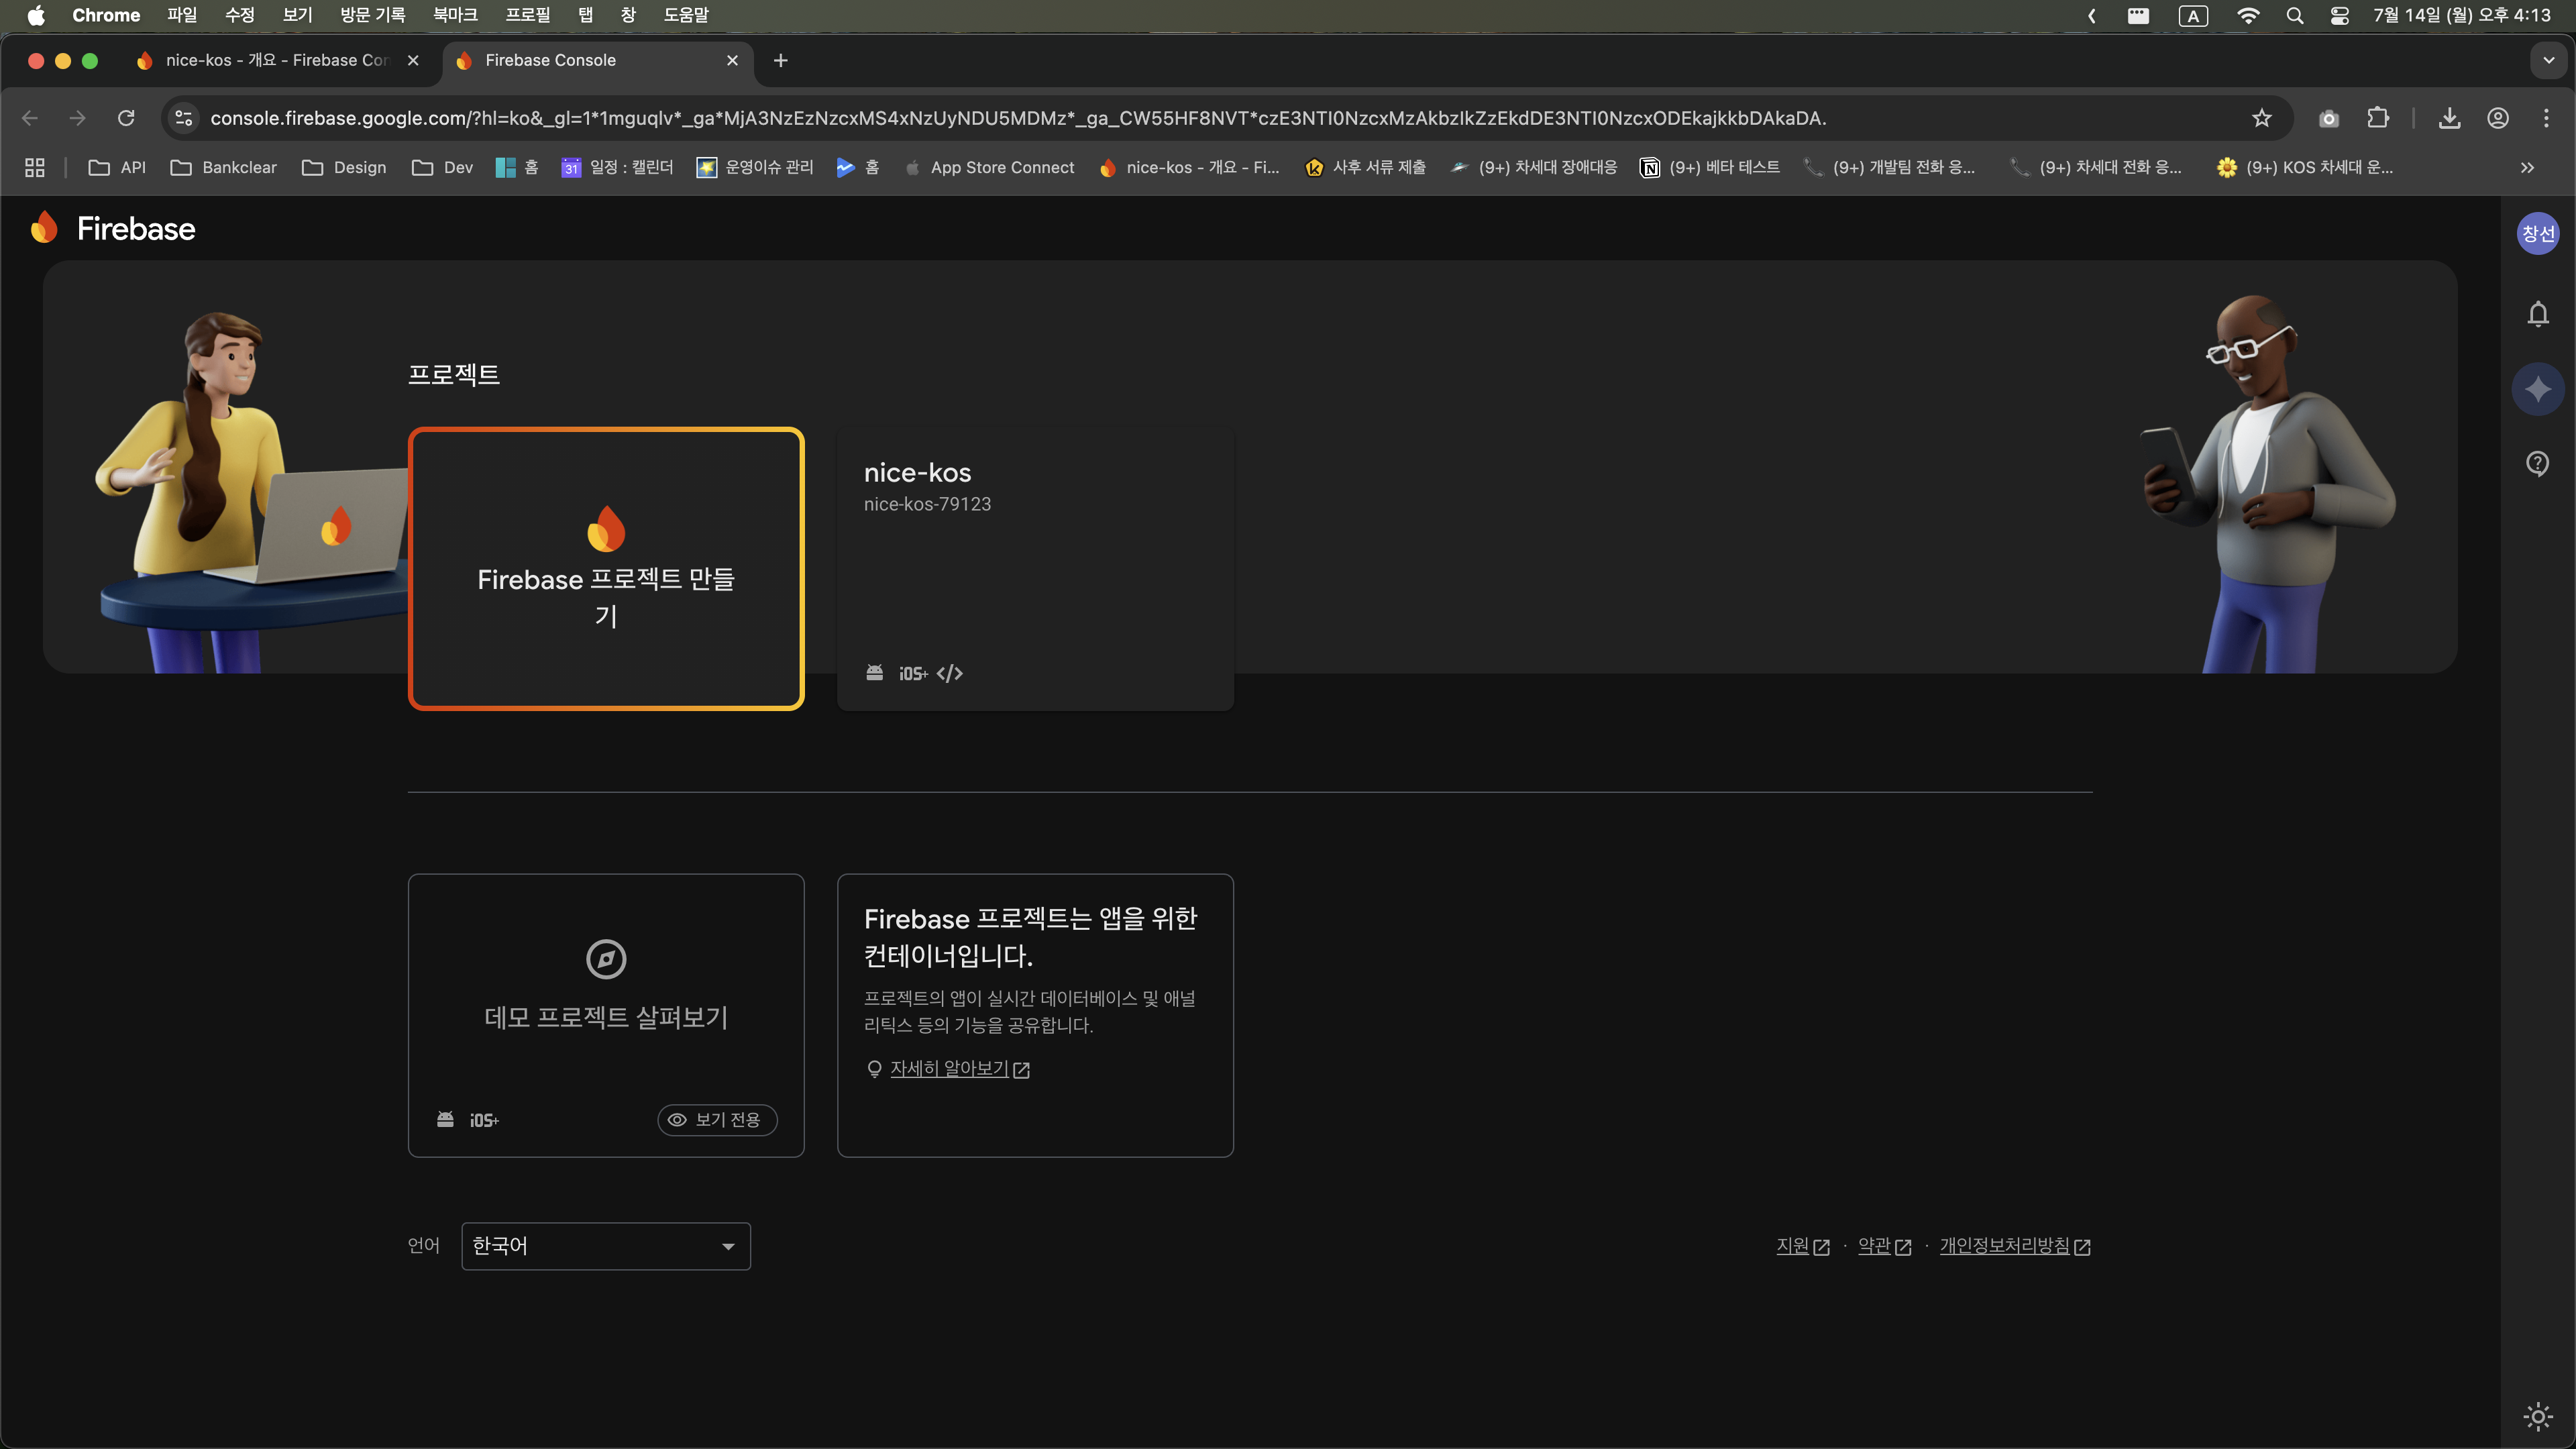 Chrome 파일 수정 보기 방문 기록 북마크 프로필 탭 창 도움말 A 7월 14일 (월) 오후 4:13
nice-kos - 개요 - Firebase Con Firebase Console
console.firebase.google.com/?hl=ko&_gl=1*1mguqlv*_ga*MjA3NzEzNzcxMS4xNzUyNDU5MDMz*_ga_CW55HF8NVT*czE3NTI0NzcxMzAkbzIkZzEkdDE3NTI0NzcxODEkajkkbDAkaDA.
API Bankclear Design Dev 홈 31 일정 : 캘린더 운영이슈 관리 홈 App Store Connect nice-kos - 개요 - Fi... 사후 서류 제출 (9+) 차세대 장애대응 (9+) 베타 테스트 (9+) 개발팀 전화 응... (9+) 차세대 전화 응... (9+) KOS 차세대 운...
Firebase
창선
프로젝트
Firebase 프로젝트 만들
기
nice-kos
nice-kos-79123
iOS+
데모 프로젝트 살펴보기
iOS+ 보기 전용
Firebase 프로젝트는 앱을 위한
컨테이너입니다.
프로젝트의 앱이 실시간 데이터베이스 및 애널
리틱스 등의 기능을 공유합니다.
자세히 알아보기
언어 한국어
지원 · 약관 · 개인정보처리방침